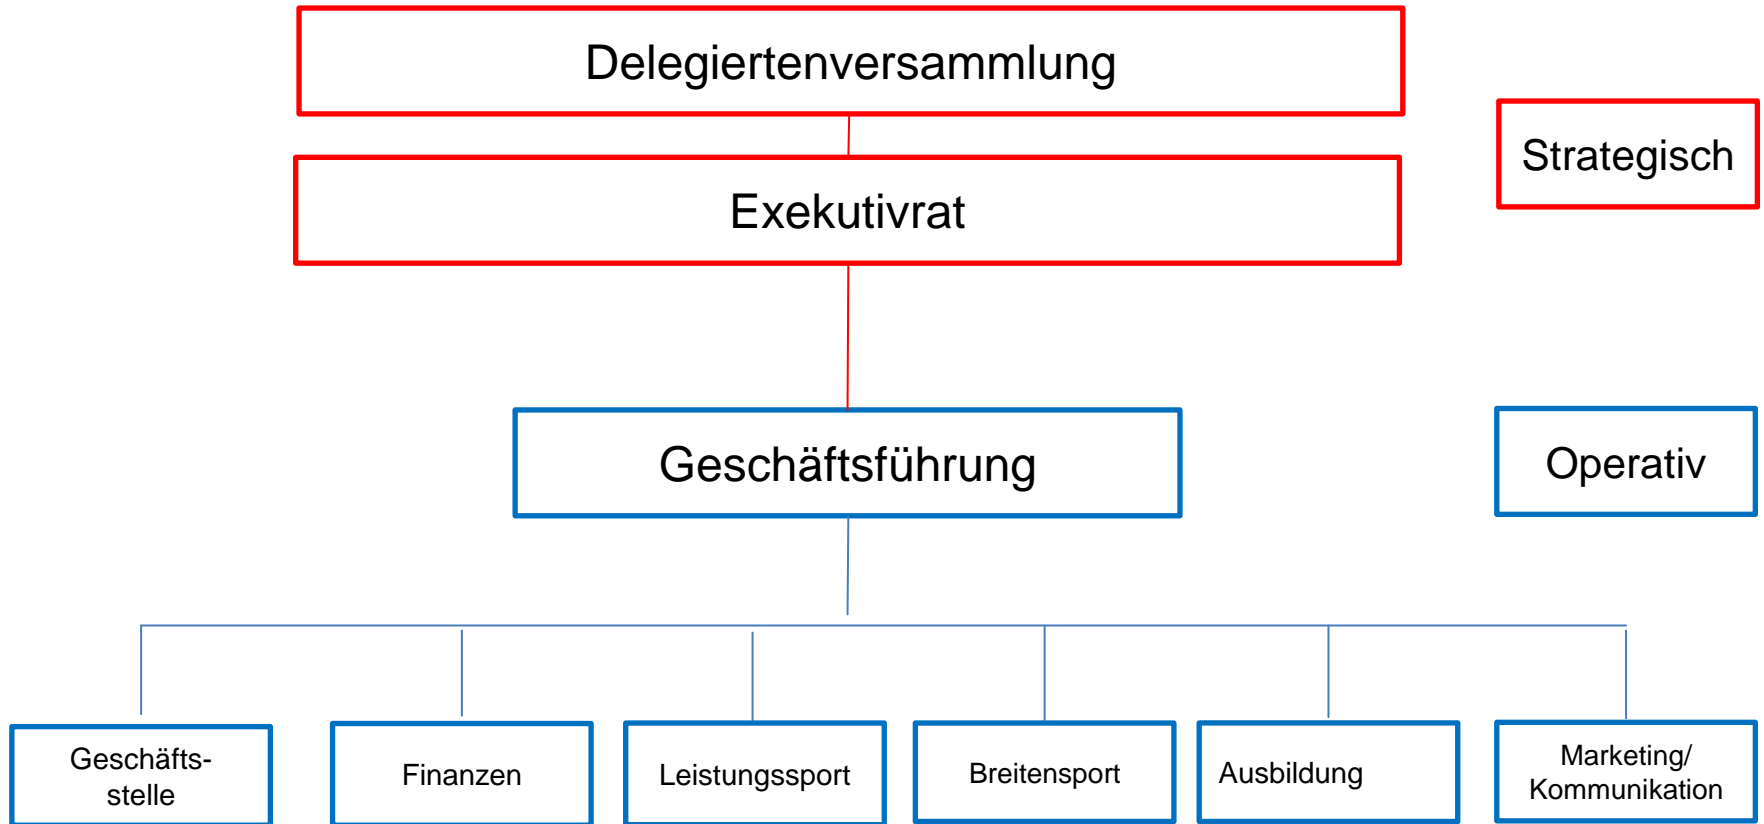 Delegiertenversammlung
Strategisch
Exekutivrat
Geschäftsführung
Operativ
Geschäfts-
stelle
Finanzen
Leistungssport
Breitensport
Ausbildung
Marketing/
Kommunikation